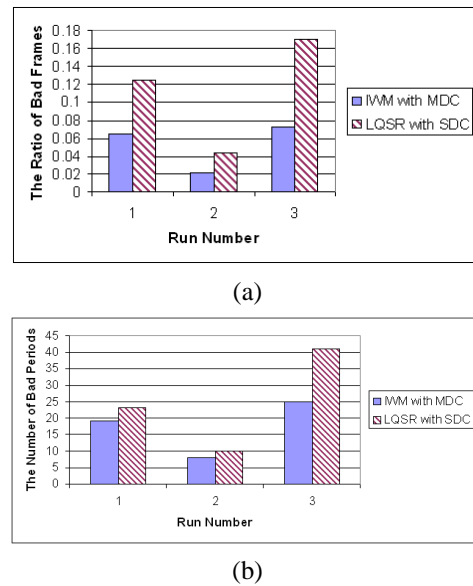 The Ratio of Bad Frames
0.18
0.16
0.14
0.12
0.1
0.08
0.06
0.04
0.02
0
1 2 3
Run Number
IWM with MDC
LQSR with SDC
(a)
The Number of Bad Periods
45
40
35
30
25
20
15
10
5
0
1 2 3
Run Number
IWM with MDC
LQSR with SDC
(b)